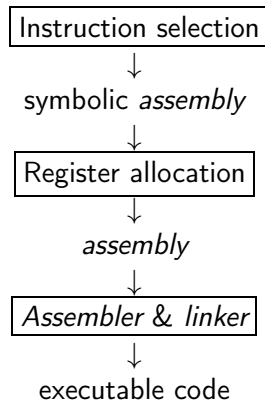 Instruction selection
symbolic assembly
Register allocation
assembly
Assembler & linker
executable code